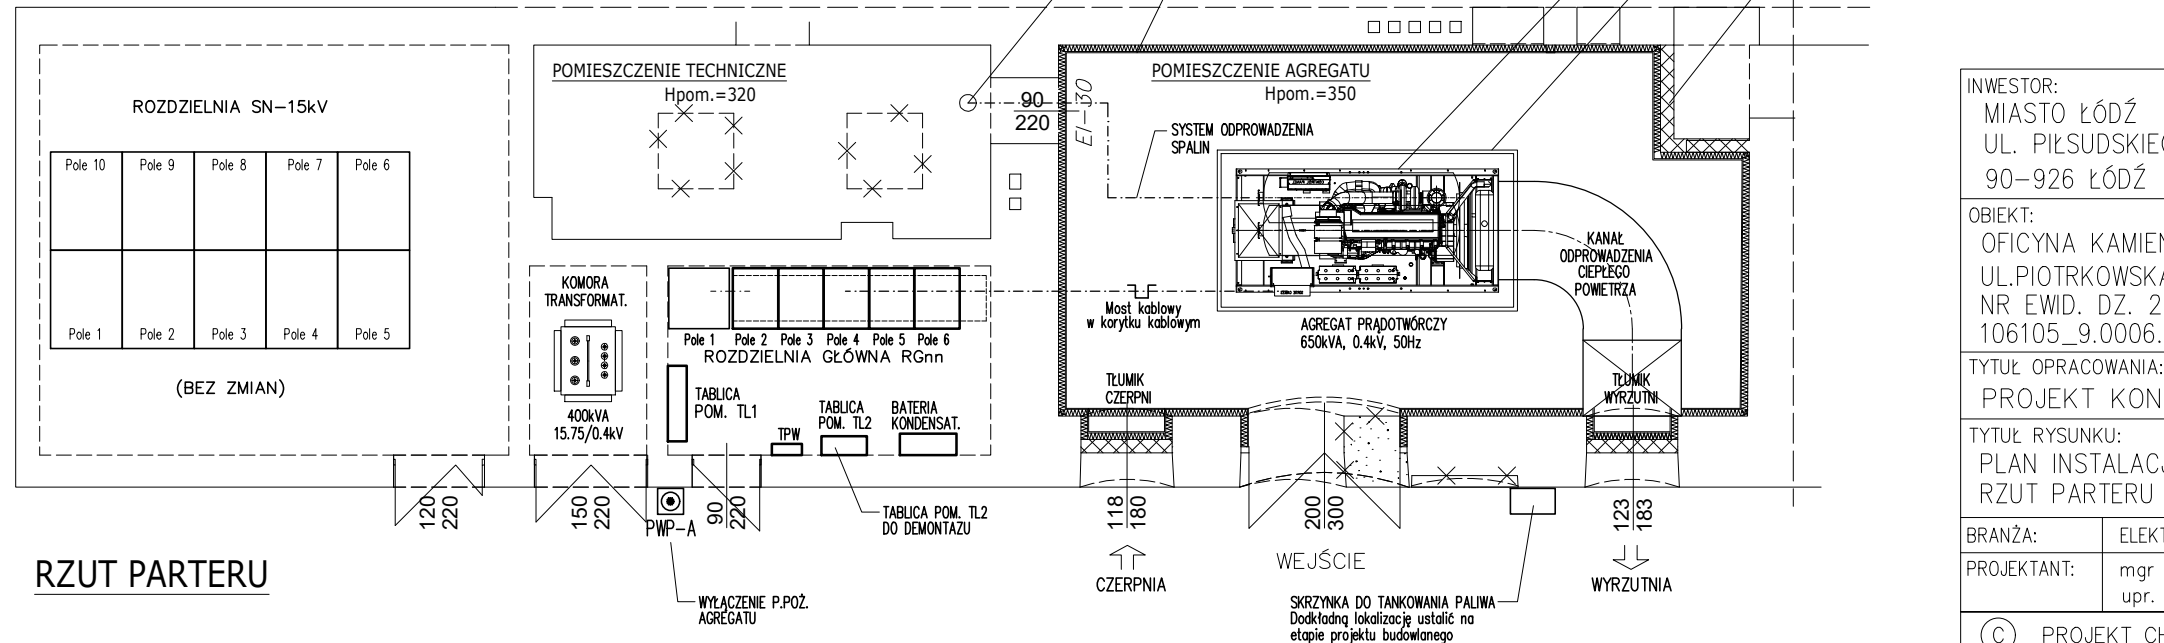 POMIESZCZENIE TECHNICZNE
Hpom.=320
POMIESZCZENIE AGREGATU
Hpom.=350
ROZDZIELNIA SN-15kV
Pole 10
Pole 9
Pole 8
Pole 7
Pole 6
Pole 1
Pole 2
Pole 3
Pole 4
Pole 5
(BEZ ZMIAN)
90
220
EI-30
SYSTEM ODPROWADZENIA
SPALIN
KOMORA
TRANSFORMAT.
400kVA
15.75/0.4kV
Pole 1
Pole 2
Pole 3
Pole 4
Pole 5
Pole 6
ROZDZIELNIA GŁÓWNA RGnn
TABLICA
POM. TL1
TPW
TABLICA
POM. TL2
BATERIA
KONDENSAT.
Most kablowy
w korytku kablowym
AGREGAT PRĄDOTWÓRCZY
650kVA, 0.4kV, 50Hz
KANAŁ
ODPROWADZENIA
CIEPŁEGO
POWIETRZA
TŁUMIK
CZERPNI
TŁUMIK
WYRZUTNI
120
220
150
220
PWP-A
90
220
TABLICA POM. TL2
DO DEMONTAZU
118
180
200
300
123
183
CZERPNIA
WEJŚCIE
WYRZUTNIA
RZUT PARTERU
WYŁĄCZENIE P.POŻ.
AGREGATU
SKRZYNKA DO TANKOWANIA PALIWA
Dodkładną lokalizację ustalić na
etapie projektu budowlanego
INWESTOR:
MIASTO ŁÓDŹ
UL. PIŁSUDSKIEG
90-926 ŁÓDŹ
OBIEKT:
OFICYNA KAMIEN
UL.PIOTRKOWSKA
NR EWID. DZ. 2
106105_9.0006.
TYTUŁ OPRACOWANIA:
PROJEKT KON
TYTUŁ RYSUNKU:
PLAN INSTALACJ
RZUT PARTERU
BRANŻA:
ELEKT
PROJEKTANT:
mgr
upr.
© PROJEKT CH